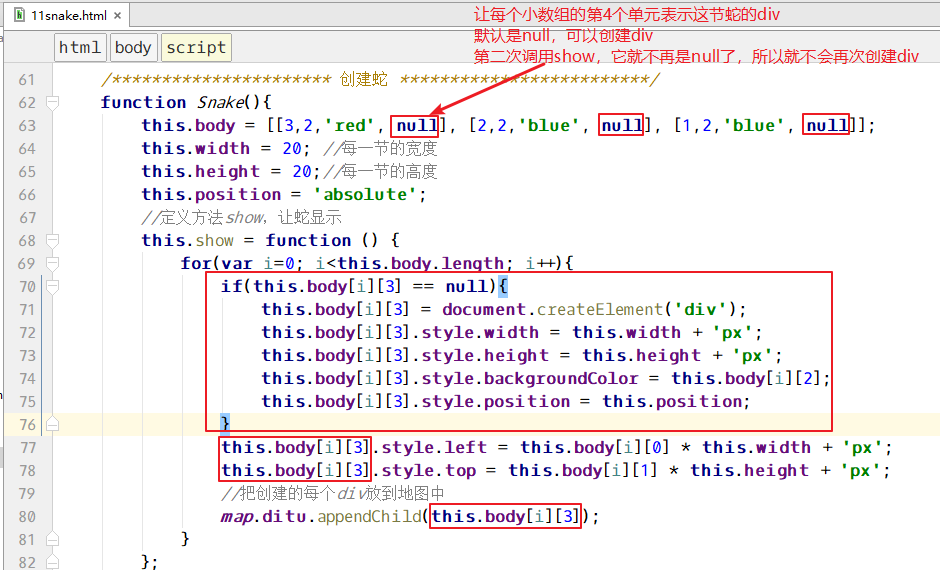 11snake.html ×
让每个小数组的第4个单元表示这节蛇的div
默认是null，可以创建div
第二次调用show，它就不再是null了，所以就不会再次创建div
html body script
61 /********************** 创建蛇 *************************/
62 function Snake(){
63 this.body = [[3,2,'red', null], [2,2,'blue', null], [1,2,'blue', null]];
64 this.width = 20; //每一节的宽度
65 this.height = 20;//每一节的高度
66 this.position = 'absolute';
67 //定义方法show，让蛇显示
68 this.show = function () {
69 for(var i=0; i<this.body.length; i++){
70 if(this.body[i][3] == null){
71 this.body[i][3] = document.createElement('div');
72 this.body[i][3].style.width = this.width + 'px';
73 this.body[i][3].style.height = this.height + 'px';
74 this.body[i][3].style.backgroundColor = this.body[i][2];
75 this.body[i][3].style.position = this.position;
76 }
77 this.body[i][3].style.left = this.body[i][0] * this.width + 'px';
78 this.body[i][3].style.top = this.body[i][1] * this.height + 'px';
79 //把创建的每个div放到地图中
80 map.ditu.appendChild(this.body[i][3]);
81 }
82 };